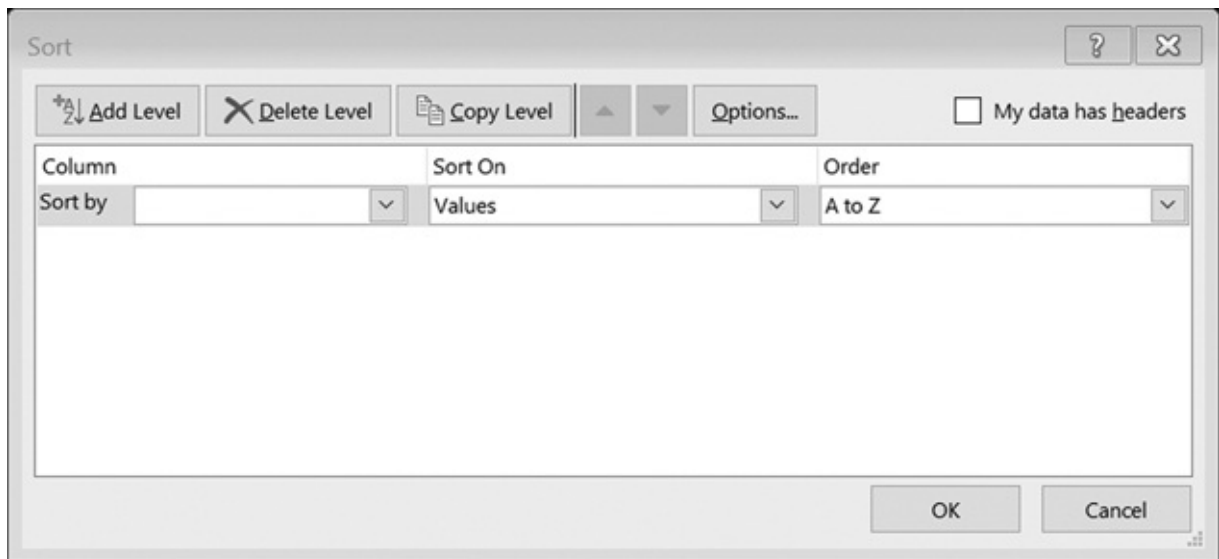 Sort
Add Level Delete Level Copy Level Options... My data has headers
Column Sort On Order
Sort by Values A to Z
OK Cancel